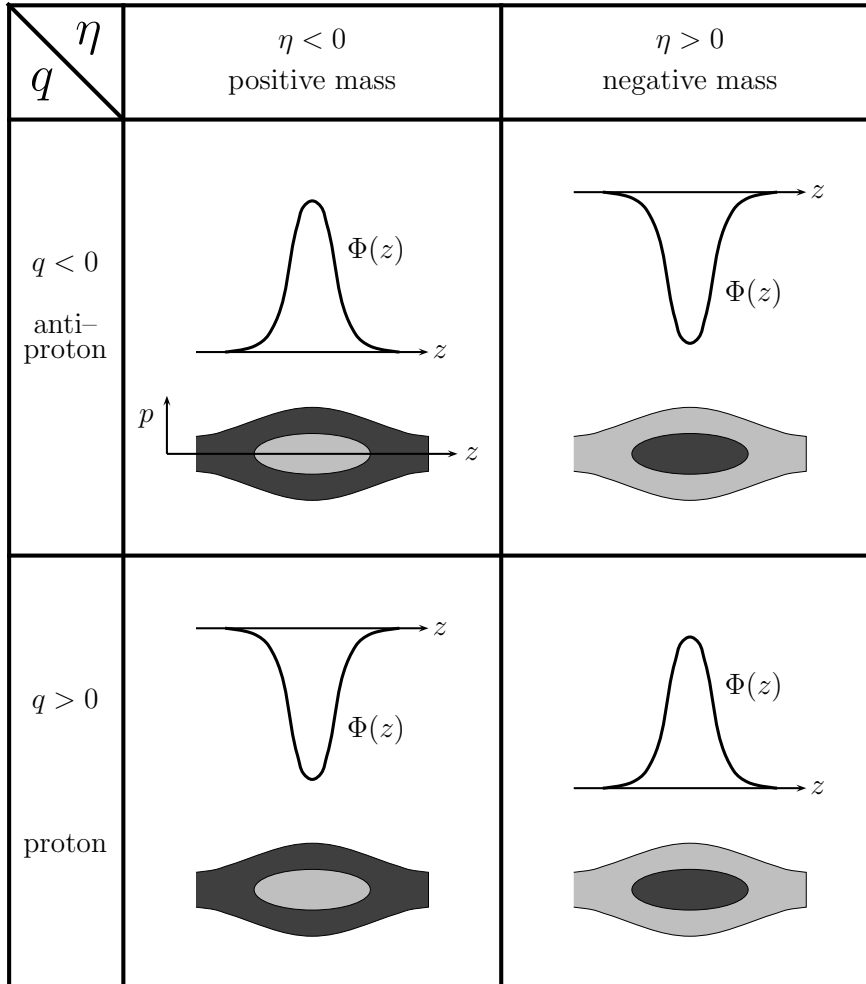 η
q
η < 0
positive mass
η > 0
negative mass
q < 0
anti–
proton
Φ(z)
z
p
z
z
Φ(z)
q > 0
proton
z
Φ(z)
Φ(z)
z